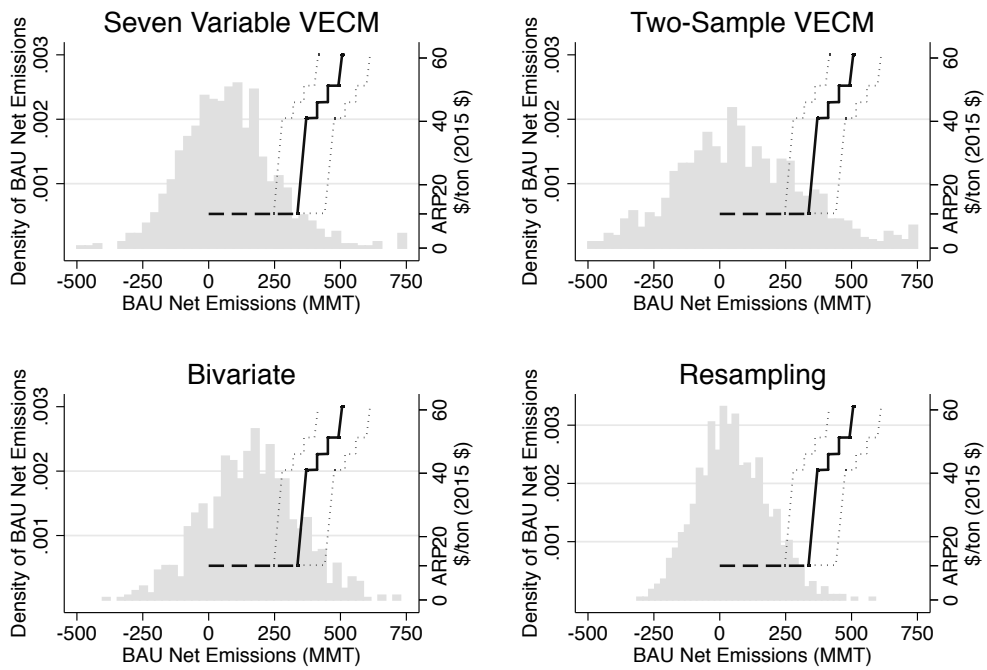 Seven Variable VECM
Density of BAU Net Emissions
.001 .002 .003
0 ARP 20 40 60
$/ton (2015 $)
-500 -250 0 250 500 750
BAU Net Emissions (MMT)
Two-Sample VECM
Density of BAU Net Emissions
.001 .002 .003
0 ARP 20 40 60
$/ton (2015 $)
-500 -250 0 250 500 750
BAU Net Emissions (MMT)
Bivariate
Density of BAU Net Emissions
.001 .002 .003
0 ARP 20 40 60
$/ton (2015 $)
-500 -250 0 250 500 750
BAU Net Emissions (MMT)
Resampling
Density of BAU Net Emissions
.001 .002 .003
0 ARP 20 40 60
$/ton (2015 $)
-500 -250 0 250 500 750
BAU Net Emissions (MMT)